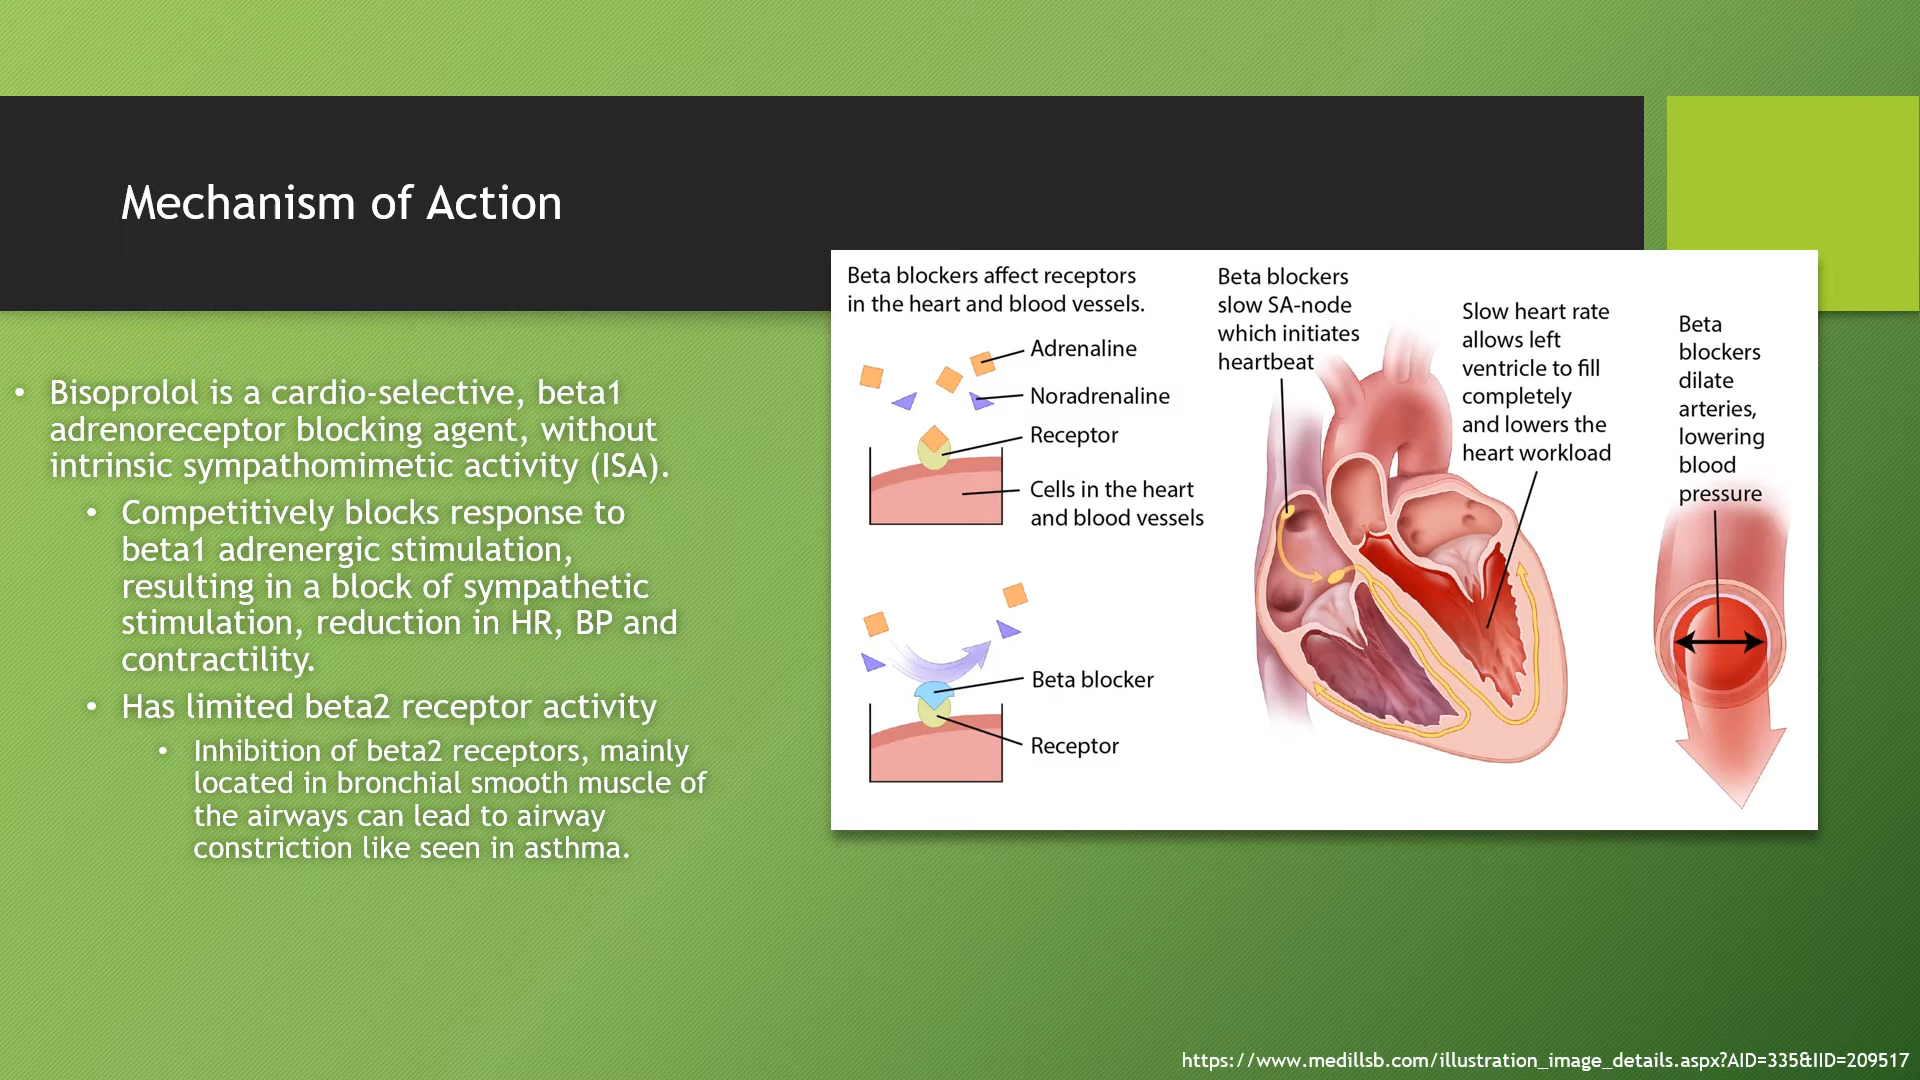 Mechanism of Action
• Bisoprolol is a cardio-selective, beta1
adrenoreceptor blocking agent, without
intrinsic sympathomimetic activity (ISA).
• Competitively blocks response to
beta1 adrenergic stimulation,
resulting in a block of sympathetic
stimulation, reduction in HR, BP and
contractility.
• Has limited beta2 receptor activity
• Inhibition of beta2 receptors, mainly
located in bronchial smooth muscle of
the airways can lead to airway
constriction like seen in asthma.
Beta blockers affect receptors
in the heart and blood vessels.
Adrenaline
Noradrenaline
Receptor
Cells in the heart
and blood vessels
Beta blocker
Receptor
Beta blockers
slow SA-node
which initiates
heartbeat
Slow heart rate
allows left
ventricle to fill
completely
and lowers the
heart workload
Beta
blockers
dilate
arteries,
lowering
blood
pressure
https://www.medillsb.com/illustration_image_details.aspx?AID=335&IID=209517